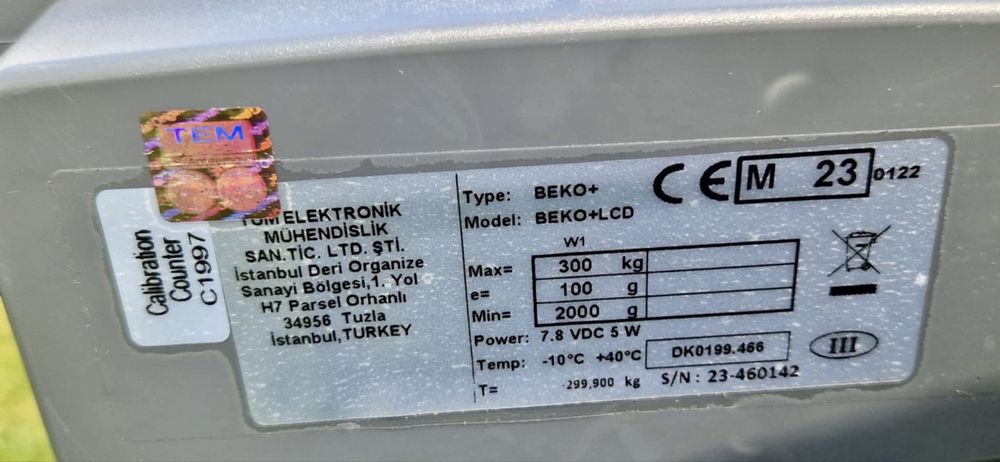 TEM
Calibration
Counter
C1997
ELEKTRONİK
MÜHENDİSLİK
SAN.TİC. LTD. ŞTİ.
İstanbul Deri Organize
Sanayi Bölgesi,1. Yol
H7 Parsel Orhanlı
34956 Tuzla
İstanbul,TURKEY
Type: BEKO+
Model: BEKO+LCD
CE M 23 0122
W1
Max= 300 kg
e= 100 g
Min= 2000 g
Power: 7.8 VDC 5 W
Temp: -10°C +40°C
DK0199.466
III
T= -299,900 kg
S/N : 23-460142